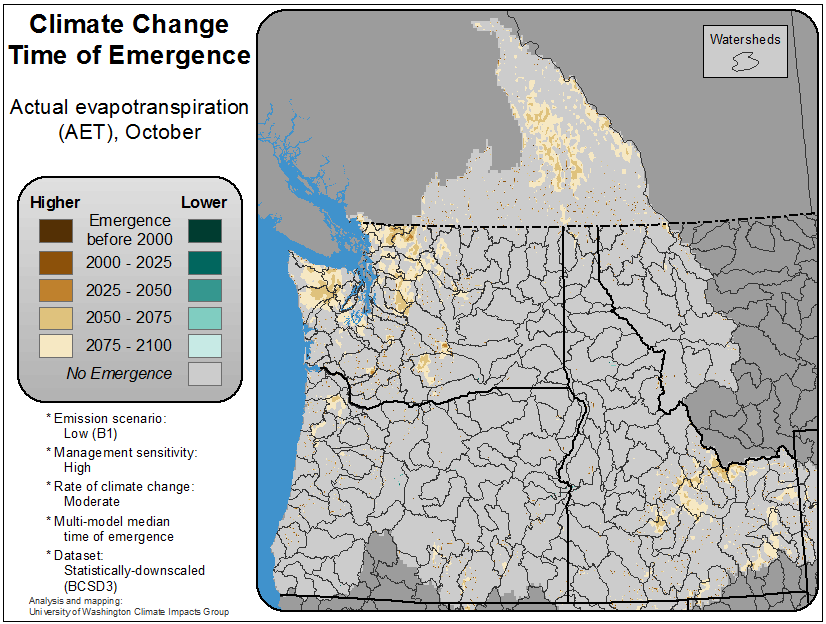 Climate Change
Time of Emergence
Actual evapotranspiration
(AET), October
Watersheds
Higher
Lower
Emergence
before 2000
2000 - 2025
2025 - 2050
2050 - 2075
2075 - 2100
No Emergence
* Emission scenario:
Low (B1)
* Management sensitivity:
High
* Rate of climate change:
Moderate
* Multi-model median
time of emergence
* Dataset:
Statistically-downscaled
(BCSD3)
Analysis and mapping:
University of Washington Climate Impacts Group